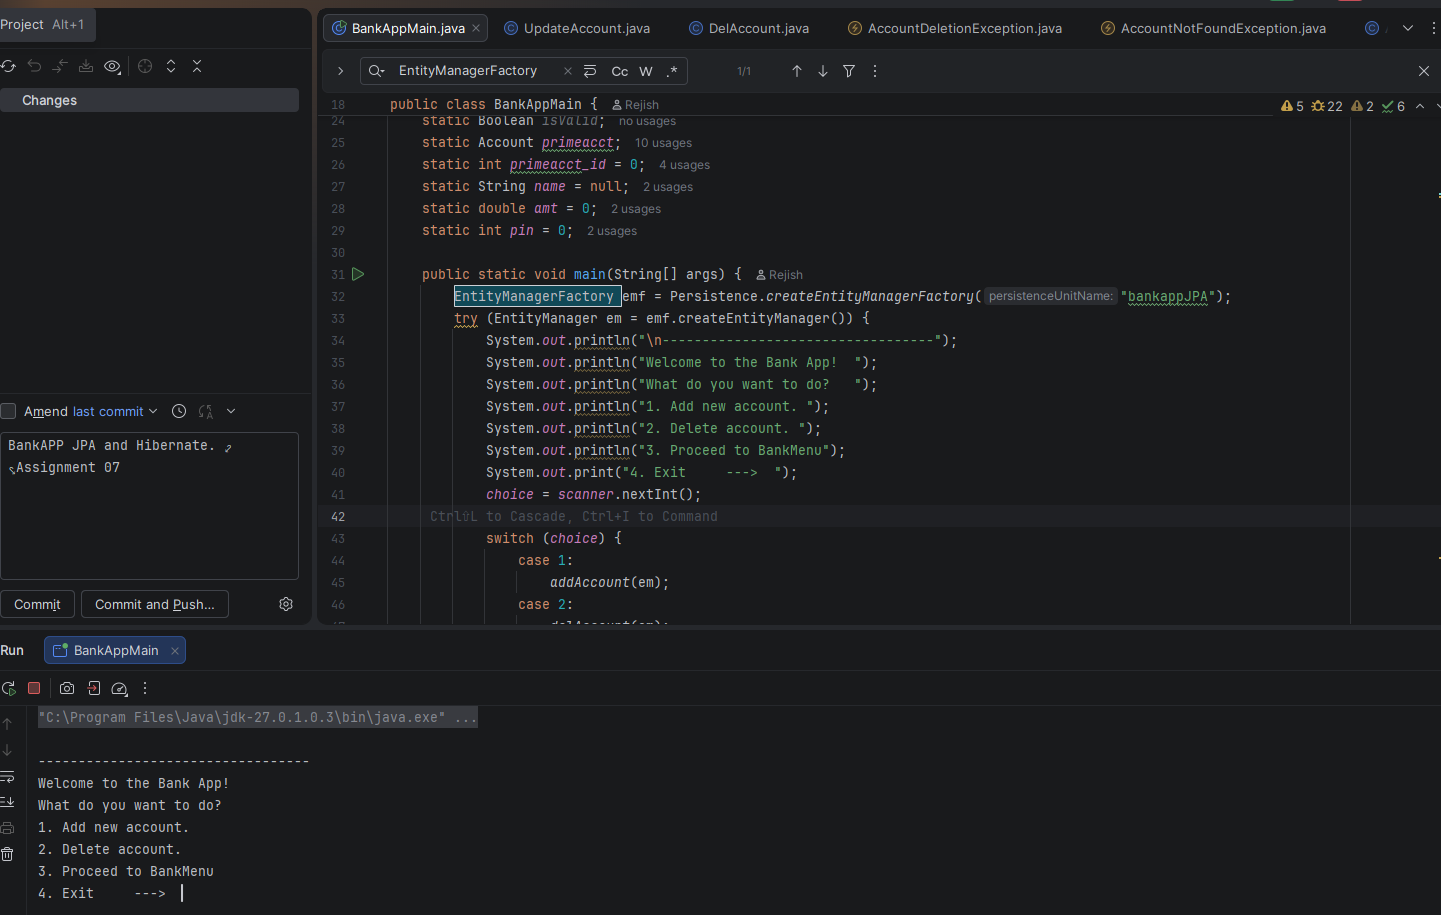 Project Alt+1
Changes
Amend last commit
BankAPP JPA and Hibernate.
Assignment 07
Commit
Commit and Push...
BankAppMain.java
UpdateAccount.java
DelAccount.java
AccountDeletionException.java
AccountNotFoundException.java
EntityManagerFactory
Cc W .*
1/1
5 22 2 6
18 public class BankAppMain { Rejish
24 static Boolean isValid; no usages
25 static Account primeacct; 10 usages
26 static int primeacct_id = 0; 4 usages
27 static String name = null; 2 usages
28 static double amt = 0; 2 usages
29 static int pin = 0; 2 usages
30
31 public static void main(String[] args) { Rejish
32 EntityManagerFactory emf = Persistence.createEntityManagerFactory( persistenceUnitName: "bankappJPA");
33 try (EntityManager em = emf.createEntityManager()) {
34 System.out.println("\n----------------------------------");
35 System.out.println("Welcome to the Bank App!  ");
36 System.out.println("What do you want to do?   ");
37 System.out.println("1. Add new account. ");
38 System.out.println("2. Delete account. ");
39 System.out.println("3. Proceed to BankMenu");
40 System.out.print("4. Exit     --->  ");
41 choice = scanner.nextInt();
42 Ctrl⇧L to Cascade, Ctrl+I to Command
43 switch (choice) {
44 case 1:
45 addAccount(em);
46 case 2:
delAccount(em);
Run
BankAppMain
"C:\Program Files\Java\jdk-27.0.1.0.3\bin\java.exe" ...
----------------------------------
Welcome to the Bank App!
What do you want to do?
1. Add new account.
2. Delete account.
3. Proceed to BankMenu
4. Exit     --->